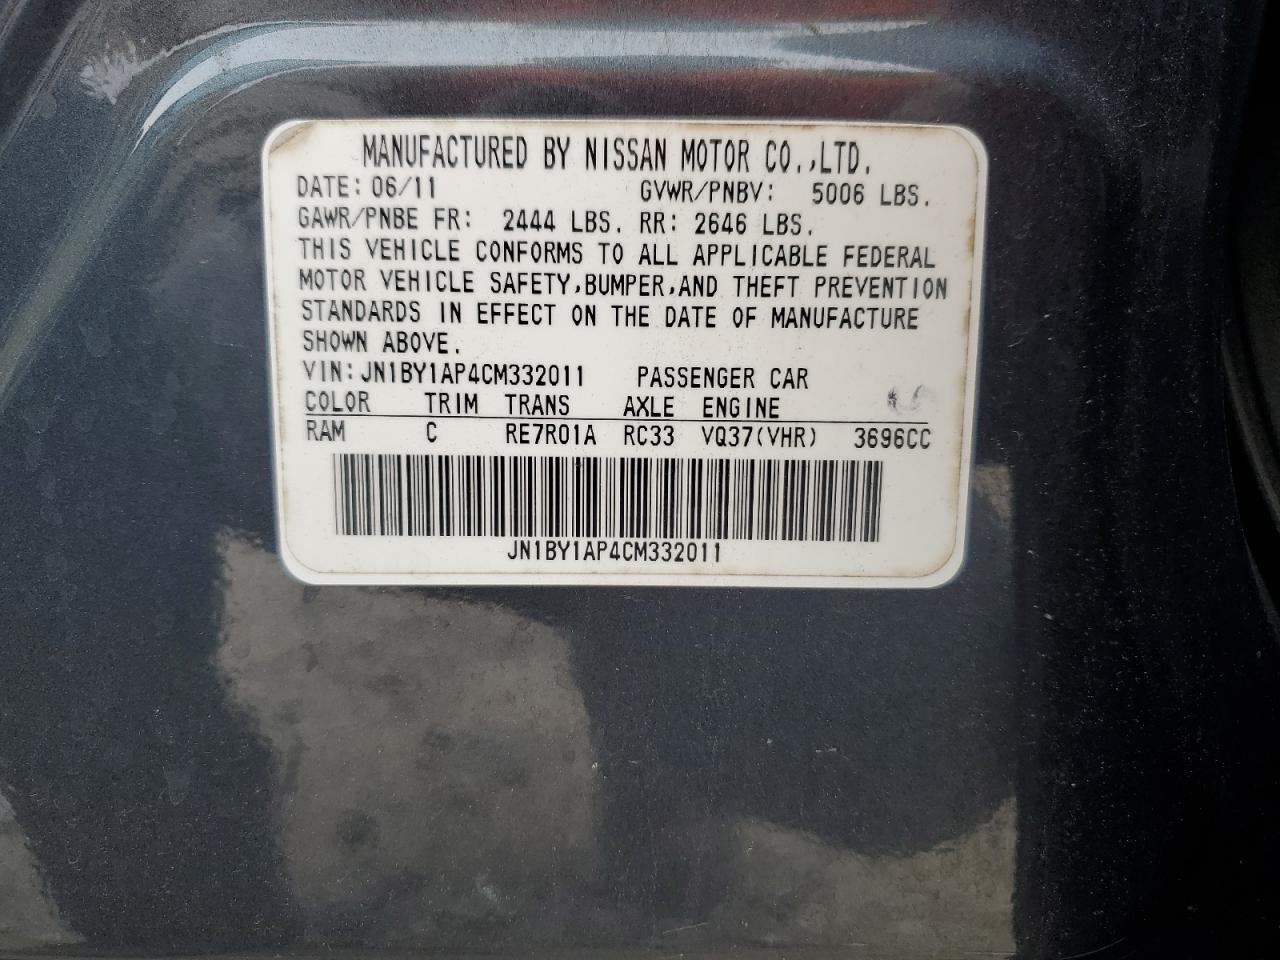 MANUFACTURED BY NISSAN MOTOR CO.,LTD.
DATE: 06/11 GVWR/PNBV: 5006 LBS.
GAWR/PNBE FR: 2444 LBS. RR: 2646 LBS.
THIS VEHICLE CONFORMS TO ALL APPLICABLE FEDERAL
MOTOR VEHICLE SAFETY,BUMPER,AND THEFT PREVENTION
STANDARDS IN EFFECT ON THE DATE OF MANUFACTURE
SHOWN ABOVE.
VIN: JN1BY1AP4CM332011 PASSENGER CAR
COLOR TRIM TRANS AXLE ENGINE
RAM C RE7R01A RC33 VQ37(VHR) 3696CC
JN1BY1AP4CM332011